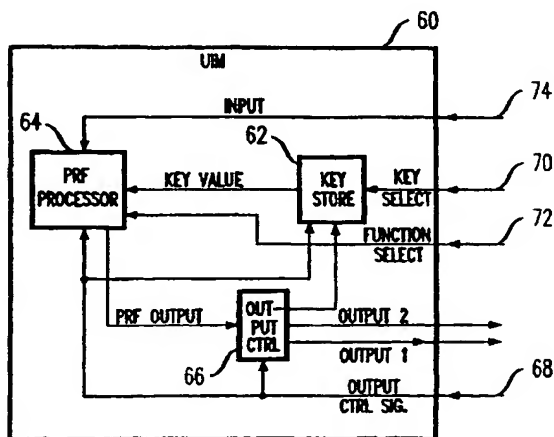 60
UIM
INPUT
74
64
PRF
PROCESSOR
62
KEY VALUE
KEY
STORE
KEY
SELECT
70
FUNCTION
SELECT
72
PRF OUTPUT
OUT
PUT
CTRL
66
OUTPUT 2
OUTPUT 1
OUTPUT
CTRL SIG.
68